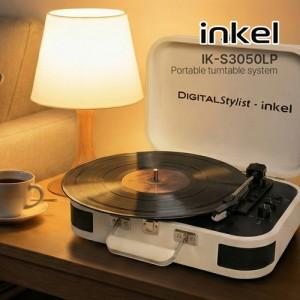 inkel
IK-S3050LP
Portable turntable system
DIGITALStylist - inkel